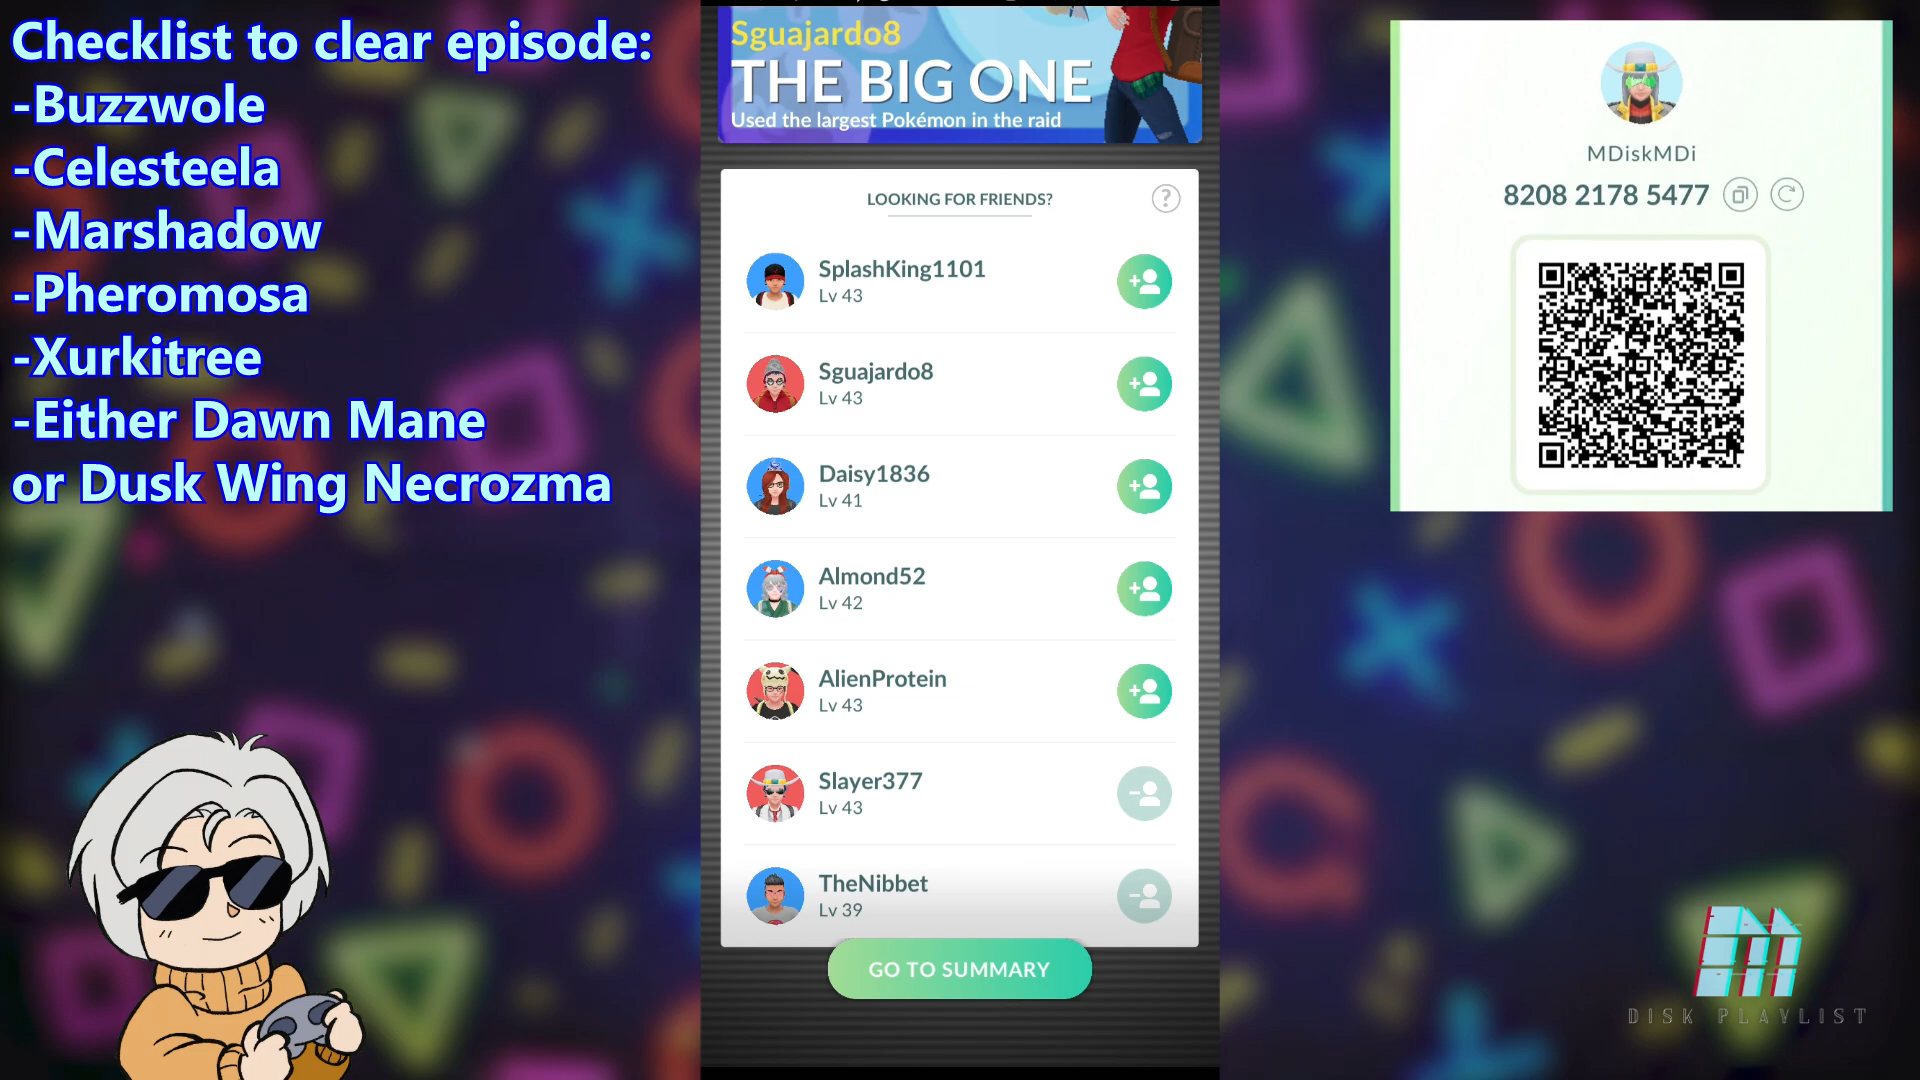 Checklist to clear episode:
-Buzzwole
-Celesteela
-Marshadow
-Pheromosa
-Xurkitree
-Either Dawn Mane
or Dusk Wing Necrozma
Sguajardo8
THE BIG ONE
Used the largest Pokémon in the raid
LOOKING FOR FRIENDS?
?
SplashKing1101
Lv 43
Sguajardo8
Lv 43
Daisy1836
Lv 41
Almond52
Lv 42
AlienProtein
Lv 43
Slayer377
Lv 43
TheNibbet
Lv 39
GO TO SUMMARY
MDiskMDi
8208 2178 5477
DISK PLAYLIST